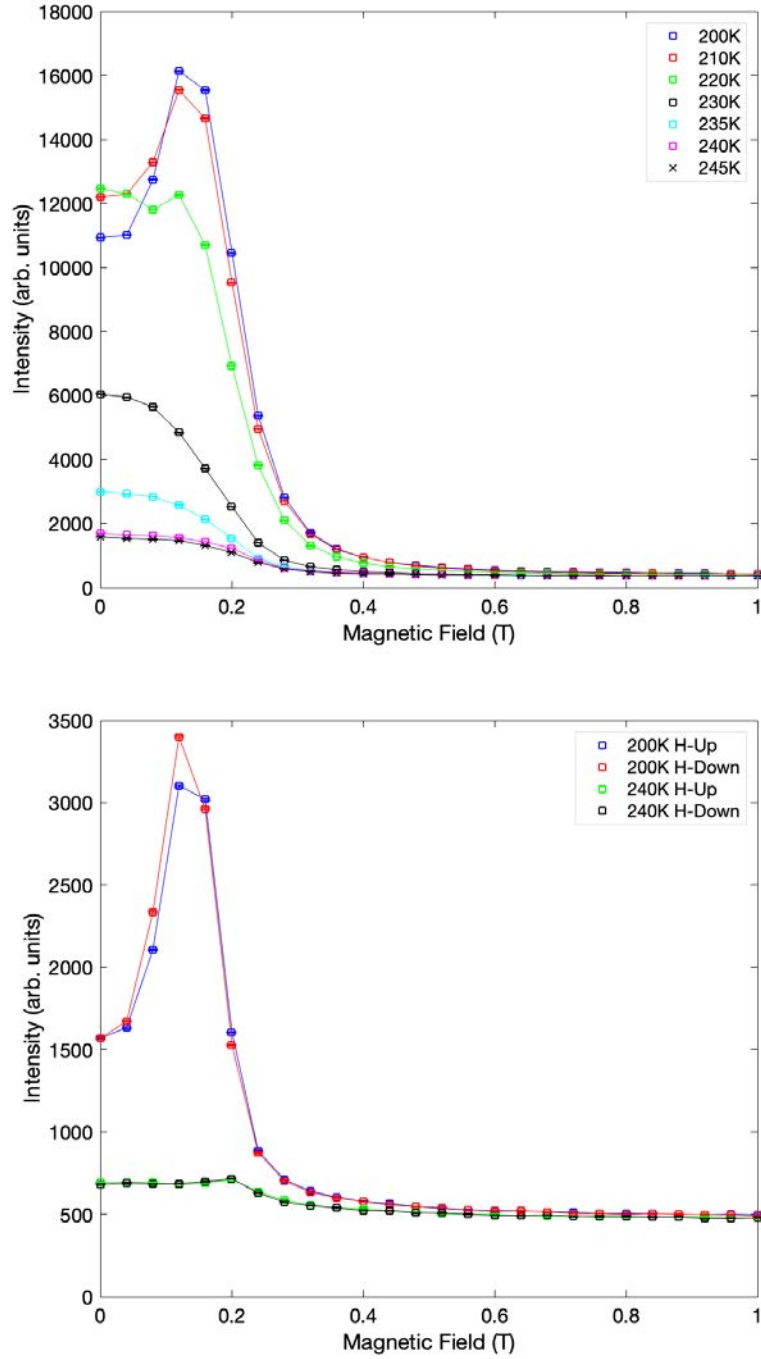 18000
16000
14000
12000
10000
8000
6000
4000
2000
0
Intensity (arb. units)
200K
210K
220K
230K
235K
240K
245K
0 0.2 0.4 0.6 0.8 1
Magnetic Field (T)
3500
3000
2500
2000
1500
1000
500
0
Intensity (arb. units)
200K H-Up
200K H-Down
240K H-Up
240K H-Down
0 0.2 0.4 0.6 0.8 1
Magnetic Field (T)